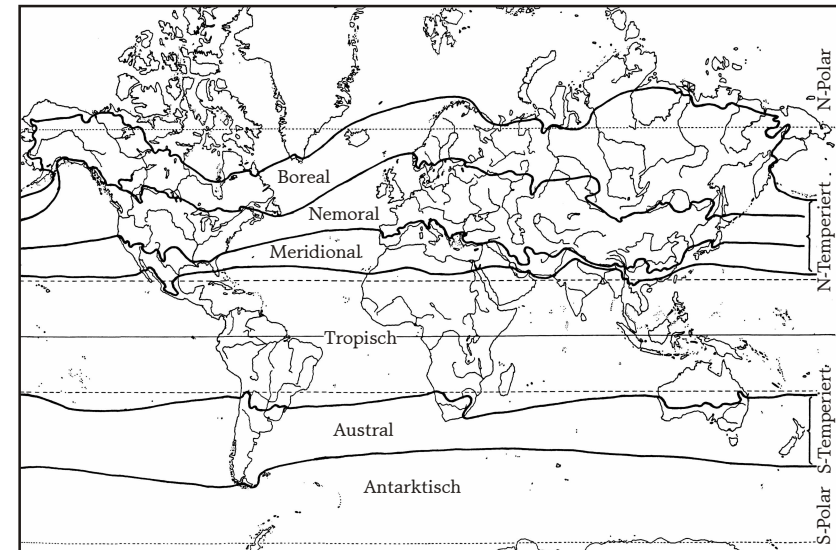 N-Polar
Boreal
Nemoral
N-Temperiert
Meridional
Tropisch
Austral
S-Temperiert
Antarktisch
S-Polar